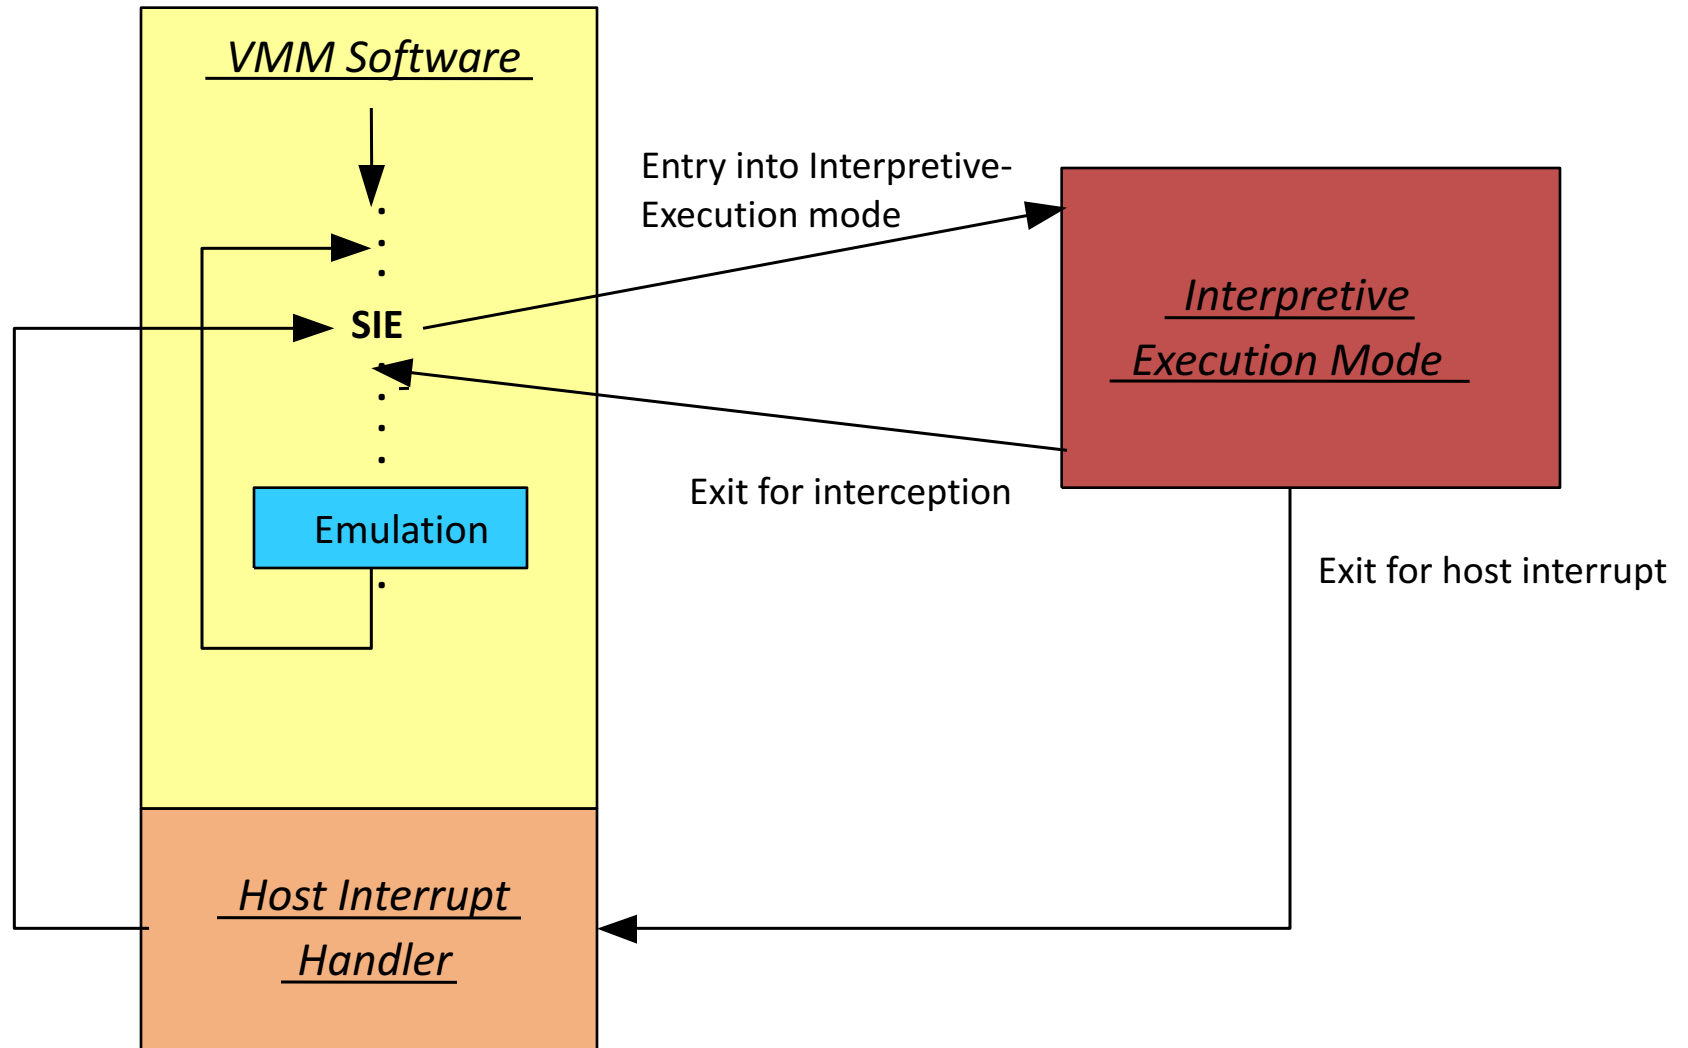 VMM Software
Entry into Interpretive-
Execution mode
SIE
Interpretive
Execution Mode
Exit for interception
Emulation
Exit for host interrupt
Host Interrupt
Handler